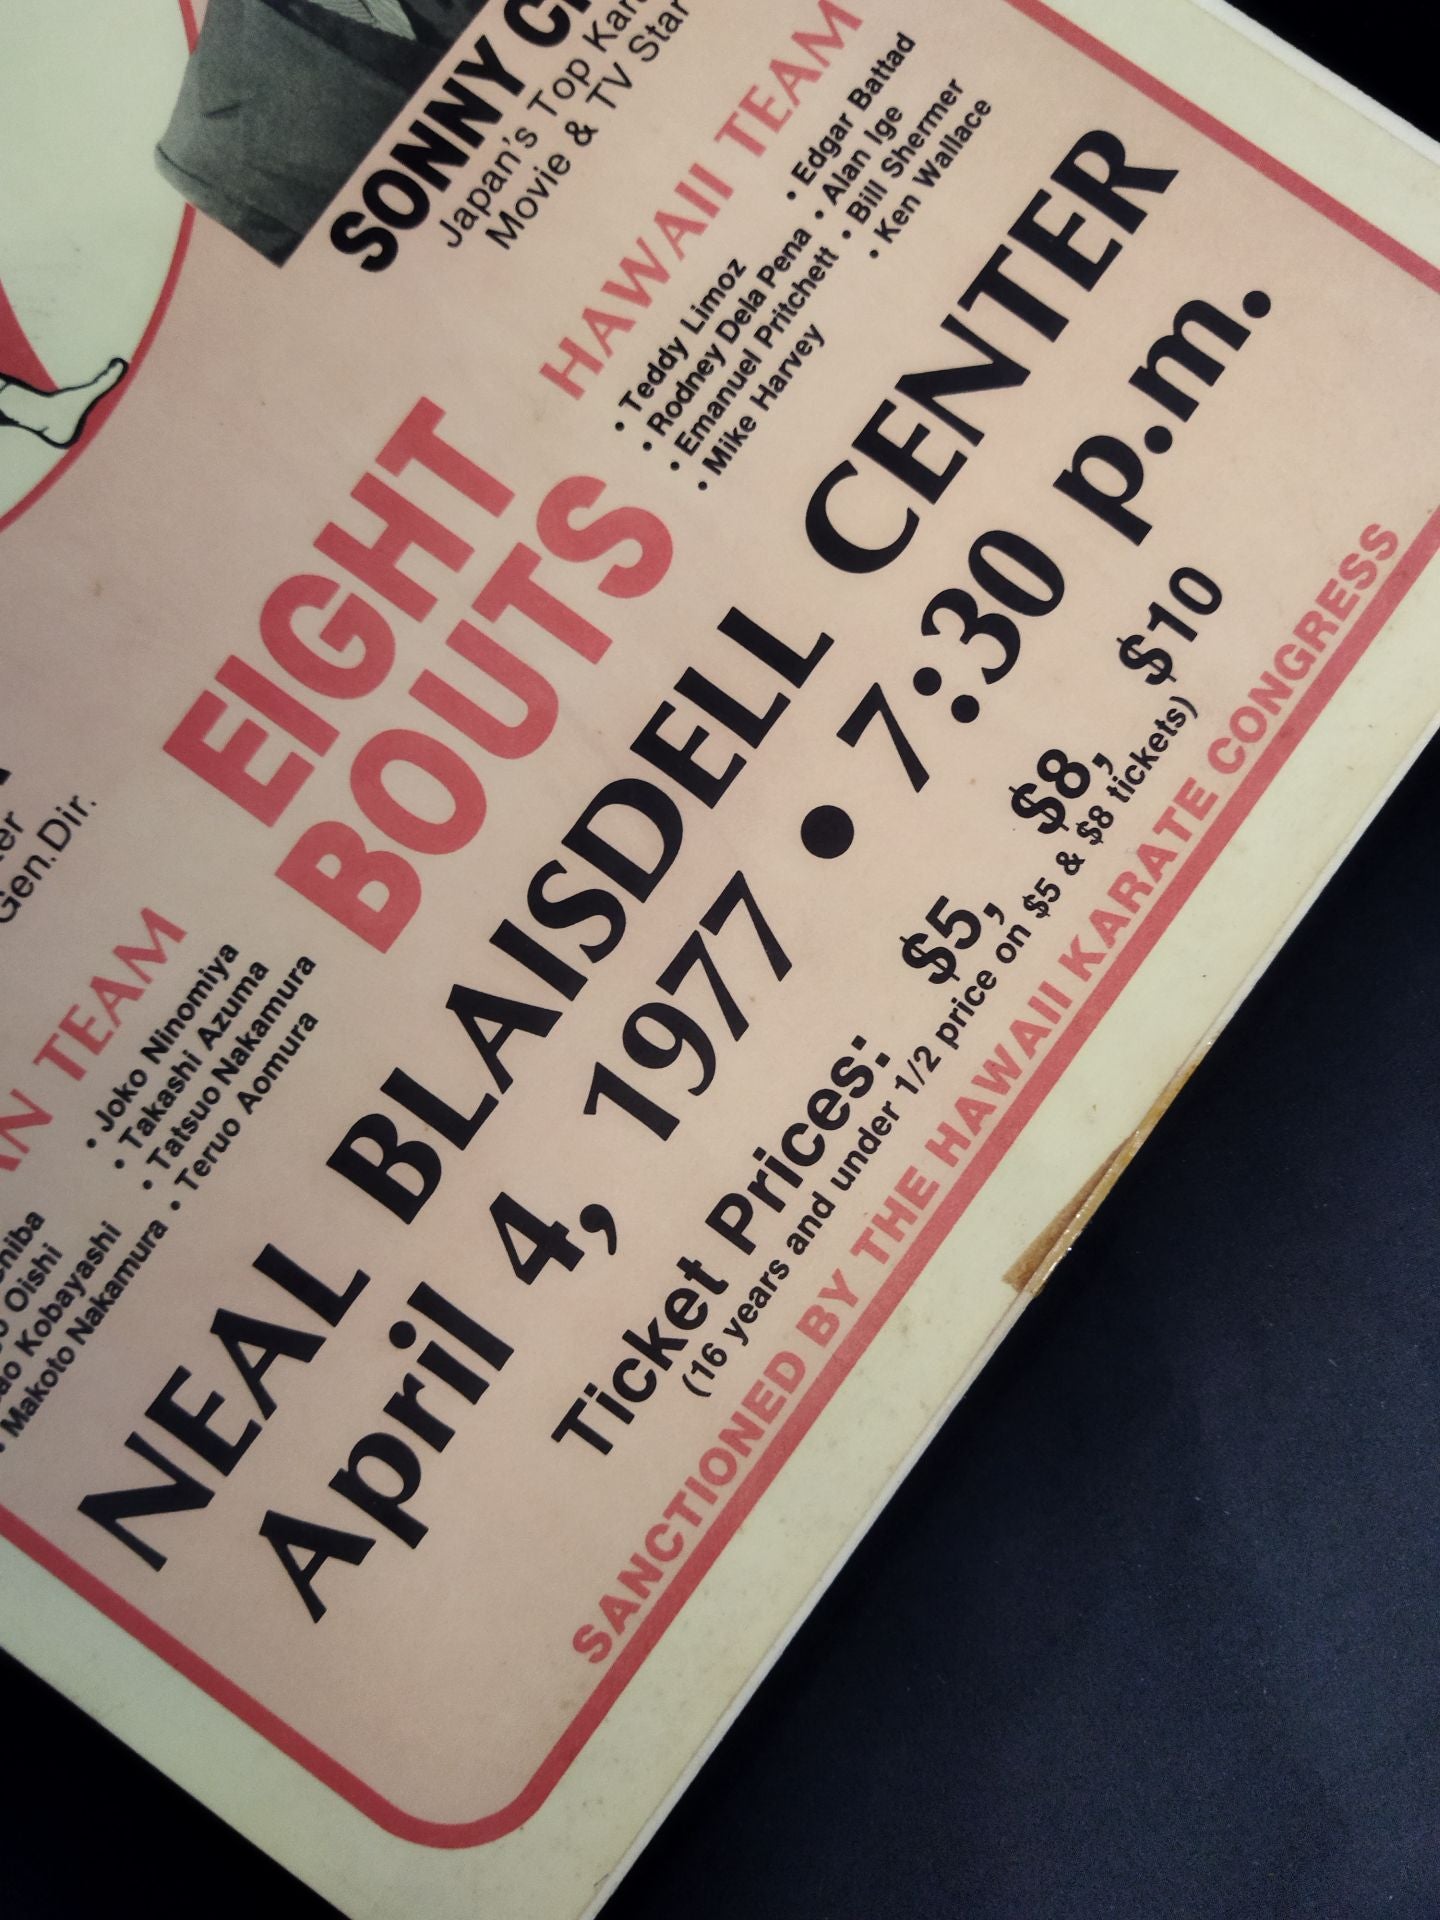 SONNY
Japan's Top
Movie & TV Star
Gen.Dir.
EIGHT
BOUTS
TEAM
Oishi
Kobayashi
• Makoto Nakamura
• Joko Ninomiya
• Takashi Azuma
• Tatsuo Nakamura
• Teruo Aomura
HAWAII TEAM
• Teddy Limoz
• Rodney Dela Pena
• Emanuel Pritchett
• Mike Harvey
• Edgar Battad
• Alan Ige
• Bill Shermer
• Ken Wallace
NEAL BLAISDELL CENTER
April 4, 1977 • 7:30 p.m.
Ticket Prices: $5, $8, $10
(16 years and under 1/2 price on $5 & $8 tickets)
SANCTIONED BY THE HAWAII KARATE CONGRESS